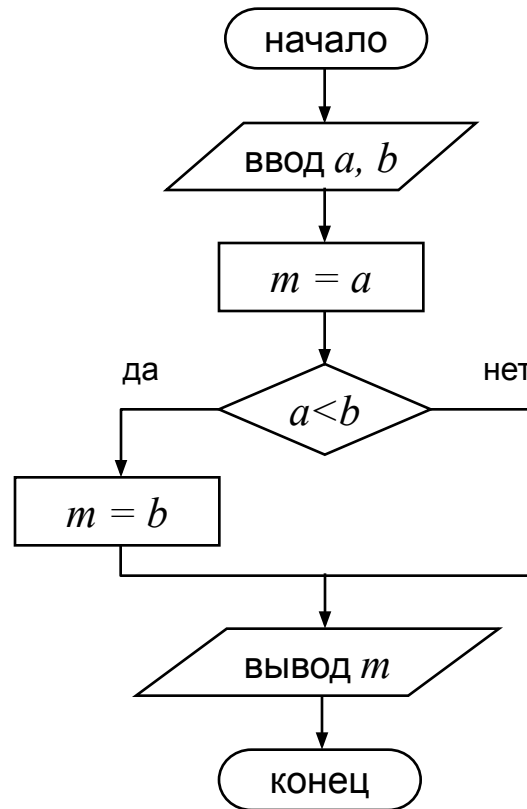 начало
ввод a, b
m = a
да
нет
a<b
m = b
вывод m
конец